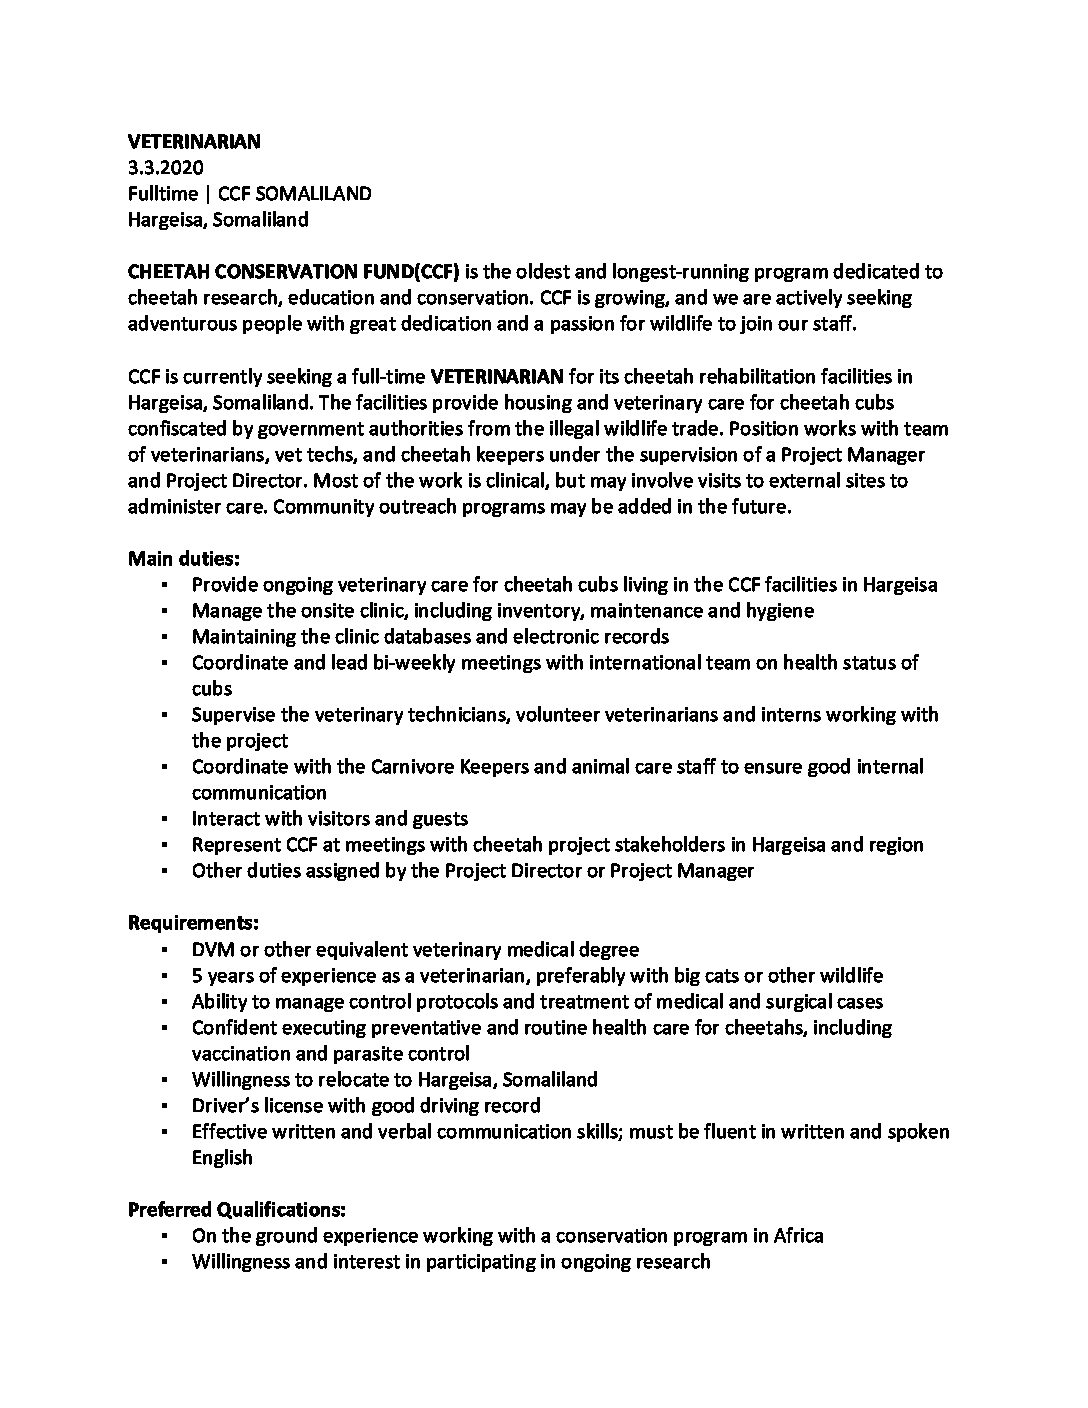 VETERINARIAN
3.3.2020
Fulltime | CCF SOMALILAND
Hargeisa, Somaliland
CHEETAH CONSERVATION FUND(CCF) is the oldest and longest-running program dedicated to
cheetah research, education and conservation. CCF is growing, and we are actively seeking
adventurous people with great dedication and a passion for wildlife to join our staff.
CCF is currently seeking a full-time VETERINARIAN for its cheetah rehabilitation facilities in
Hargeisa, Somaliland. The facilities provide housing and veterinary care for cheetah cubs
confiscated by government authorities from the illegal wildlife trade. Position works with team
of veterinarians, vet techs, and cheetah keepers under the supervision of a Project Manager
and Project Director. Most of the work is clinical, but may involve visits to external sites to
administer care. Community outreach programs may be added in the future.
Main duties:
▪ Provide ongoing veterinary care for cheetah cubs living in the CCF facilities in Hargeisa
▪ Manage the onsite clinic, including inventory, maintenance and hygiene
▪ Maintaining the clinic databases and electronic records
▪ Coordinate and lead bi-weekly meetings with international team on health status of
cubs
▪ Supervise the veterinary technicians, volunteer veterinarians and interns working with
the project
▪ Coordinate with the Carnivore Keepers and animal care staff to ensure good internal
communication
▪ Interact with visitors and guests
▪ Represent CCF at meetings with cheetah project stakeholders in Hargeisa and region
▪ Other duties assigned by the Project Director or Project Manager
Requirements:
▪ DVM or other equivalent veterinary medical degree
▪ 5 years of experience as a veterinarian, preferably with big cats or other wildlife
▪ Ability to manage control protocols and treatment of medical and surgical cases
▪ Confident executing preventative and routine health care for cheetahs, including
vaccination and parasite control
▪ Willingness to relocate to Hargeisa, Somaliland
▪ Driver’s license with good driving record
▪ Effective written and verbal communication skills; must be fluent in written and spoken
English
Preferred Qualifications:
▪ On the ground experience working with a conservation program in Africa
▪ Willingness and interest in participating in ongoing research